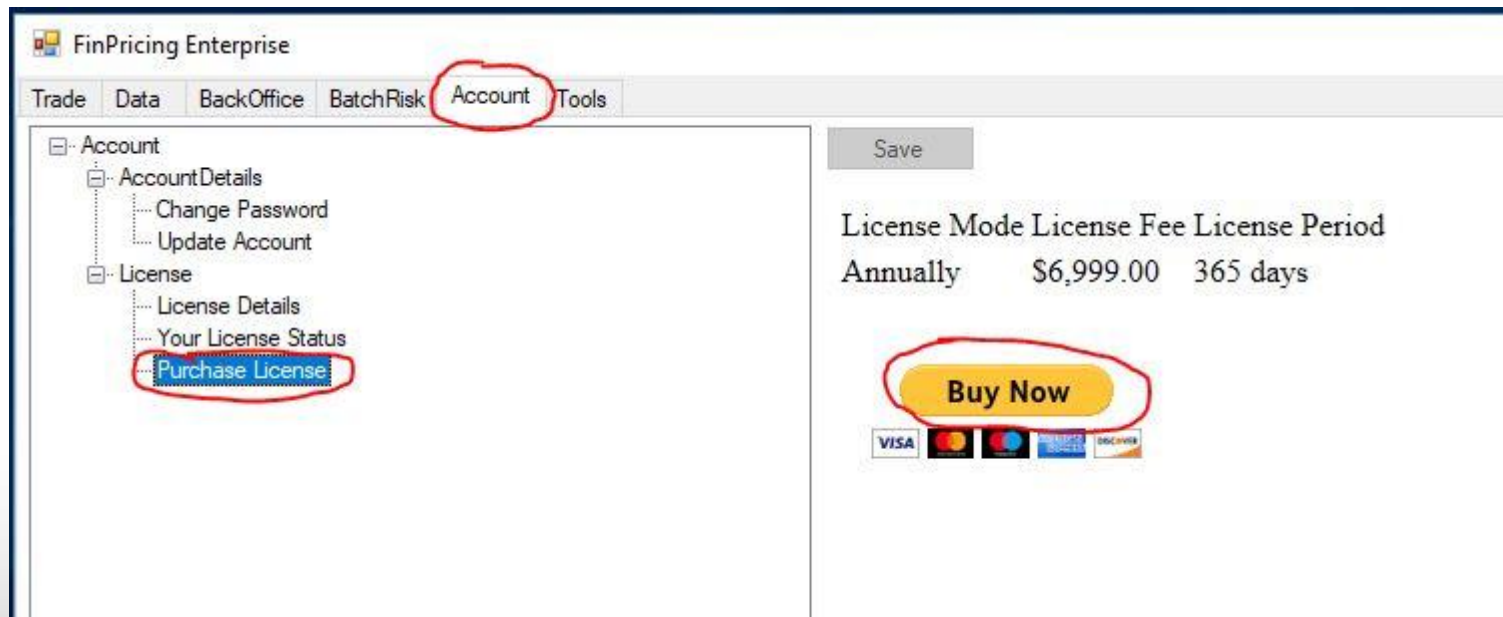 FinPricing Enterprise
Trade Data BackOffice BatchRisk Account Tools
Account
AccountDetails
Change Password
Update Account
License
License Details
Your License Status
Purchase License
Save
License Mode License Fee License Period
Annually $6,999.00 365 days
Buy Now
VISA DISCOVER